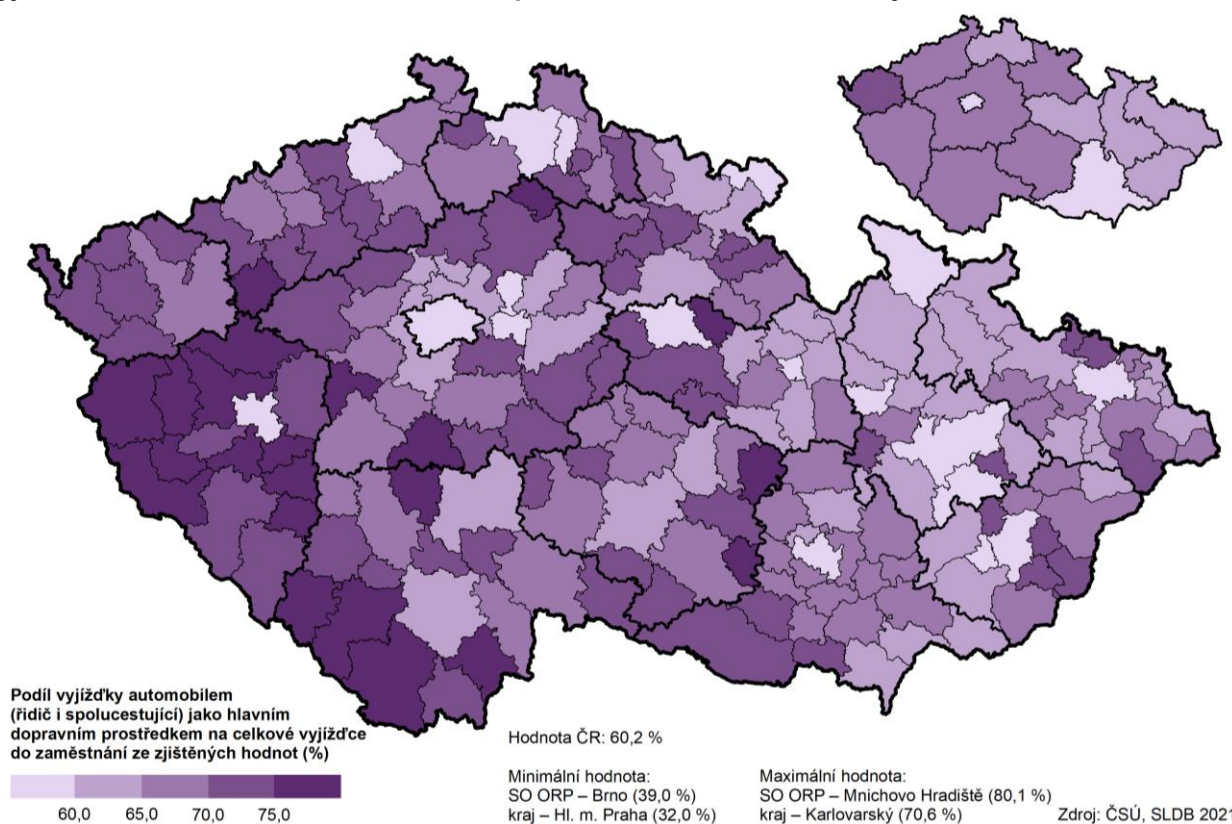 Podíl vyjížďky automobilem
(řidič i spolucestující) jako hlavním
dopravním prostředkem na celkové vyjížďce
do zaměstnání ze zjištěných hodnot (%)
60,0 65,0 70,0 75,0
Hodnota ČR: 60,2 %
Minimální hodnota:
SO ORP – Brno (39,0 %)
kraj – Hl. m. Praha (32,0 %)
Maximální hodnota:
SO ORP – Mnichovo Hradiště (80,1 %)
kraj – Karlovarský (70,6 %)
Zdroj: ČSÚ, SLDB 2021